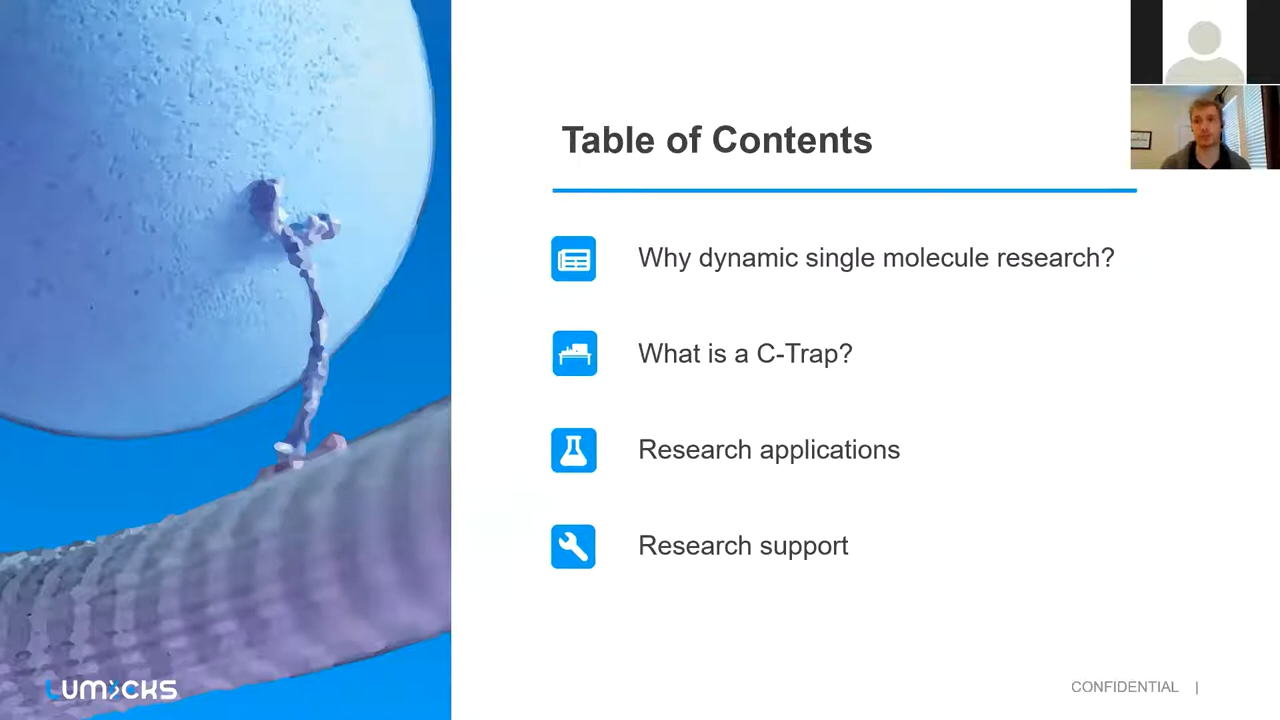 Table of Contents
Why dynamic single molecule research?
What is a C-Trap?
Research applications
Research support
LUMICKS
CONFIDENTIAL |